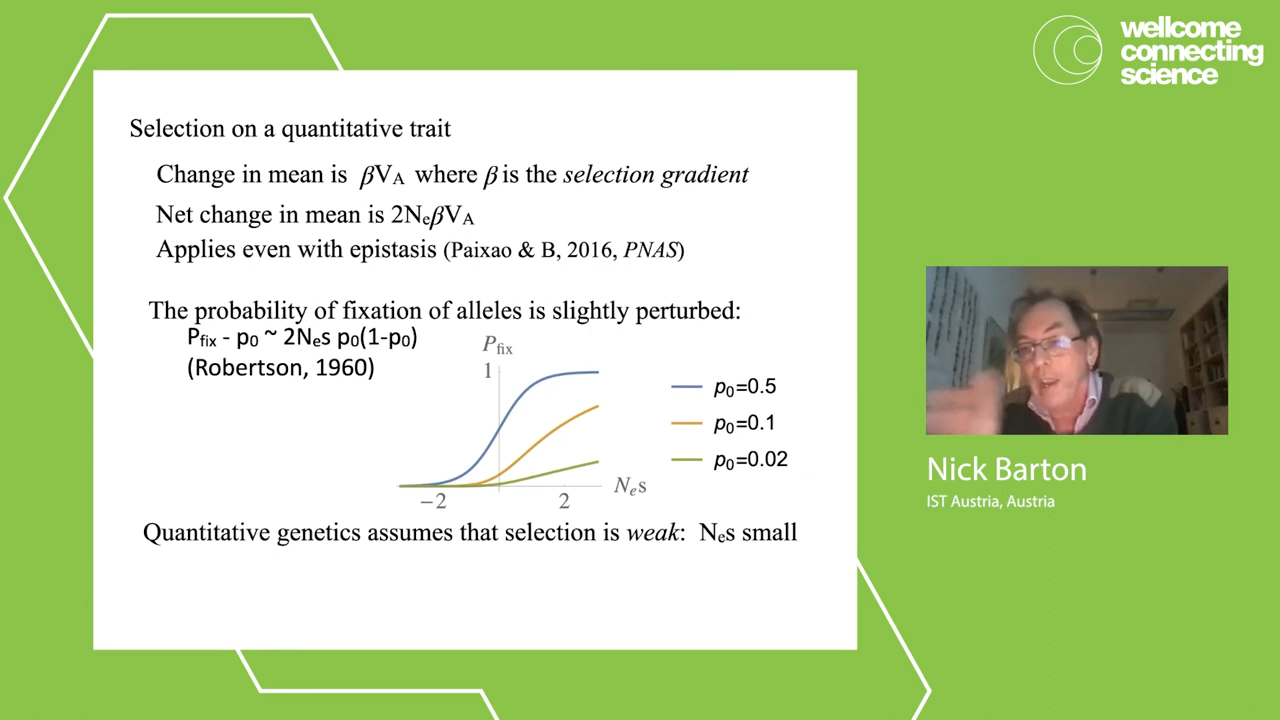 wellcome
connecting
science
Selection on a quantitative trait
Change in mean is βVA where β is the selection gradient
Net change in mean is 2NeβVA
Applies even with epistasis (Paixao & B, 2016, PNAS)
The probability of fixation of alleles is slightly perturbed:
Pfix - p0 ~ 2Nes p0(1-p0)
(Robertson, 1960)
Pfix
1
p0=0.5
p0=0.1
p0=0.02
−2
2
Nes
Quantitative genetics assumes that selection is weak: Nes small
Nick Barton
IST Austria, Austria